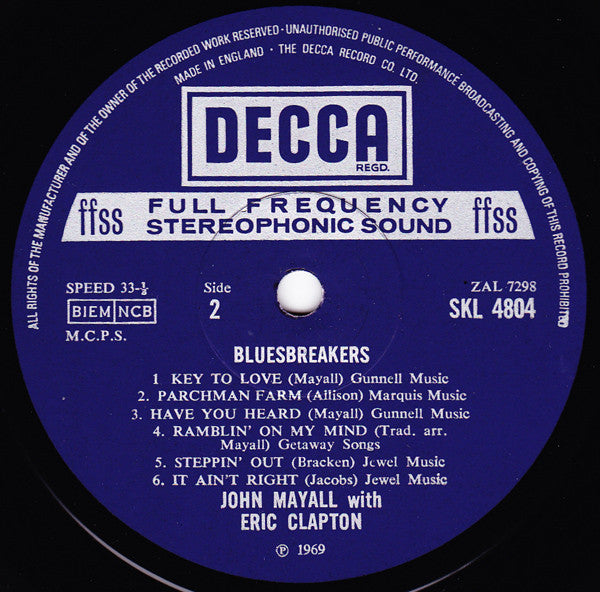 ALL RIGHTS OF THE MANUFACTURER AND OF THE OWNER OF THE RECORDED WORK RESERVED - UNAUTHORISED PUBLIC PERFORMANCE BROADCASTING AND COPYING OF THIS RECORD PROHIBITED
MADE IN ENGLAND · THE DECCA RECORD CO. LTD.
DECCA
REGD.
ffss FULL FREQUENCY ffss
STEREOPHONIC SOUND
SPEED 33-⅓ Side ZAL 7298
BIEM NCB 2 SKL 4804
M.C.P.S.
BLUESBREAKERS
1 KEY TO LOVE (Mayall) Gunnell Music
2. PARCHMAN FARM (Allison) Marquis Music
3. HAVE YOU HEARD (Mayall) Gunnell Music
4. RAMBLIN' ON MY MIND (Trad. arr.
Mayall) Getaway Songs
5. STEPPIN' OUT (Bracken) Jewel Music
6. IT AIN'T RIGHT (Jacobs) Jewel Music
JOHN MAYALL with
ERIC CLAPTON
℗ 1969